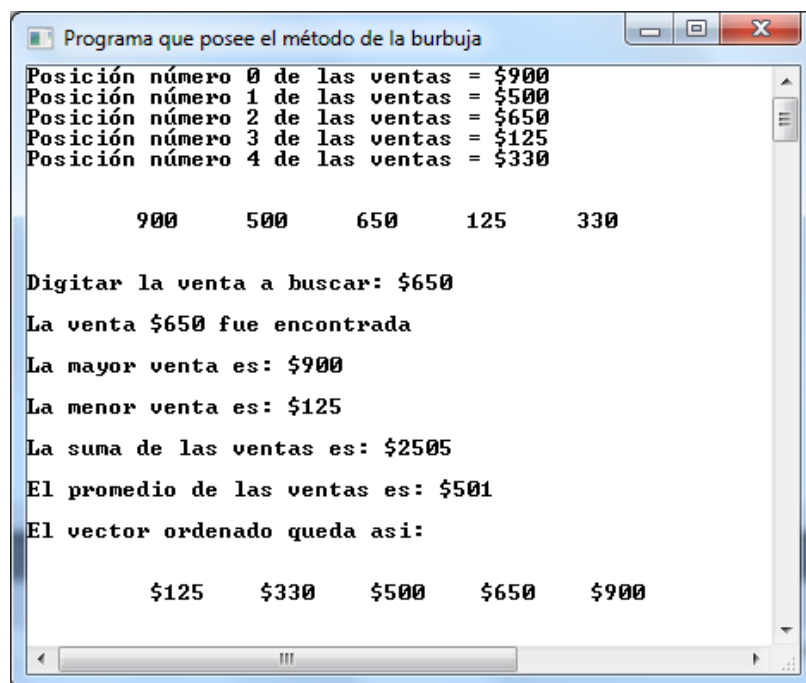 Programa que posee el método de la burbuja
Posición número 0 de las ventas = $900
Posición número 1 de las ventas = $500
Posición número 2 de las ventas = $650
Posición número 3 de las ventas = $125
Posición número 4 de las ventas = $330
900 500 650 125 330
Digitar la venta a buscar: $650
La venta $650 fue encontrada
La mayor venta es: $900
La menor venta es: $125
La suma de las ventas es: $2505
El promedio de las ventas es: $501
El vector ordenado queda asi:
$125 $330 $500 $650 $900